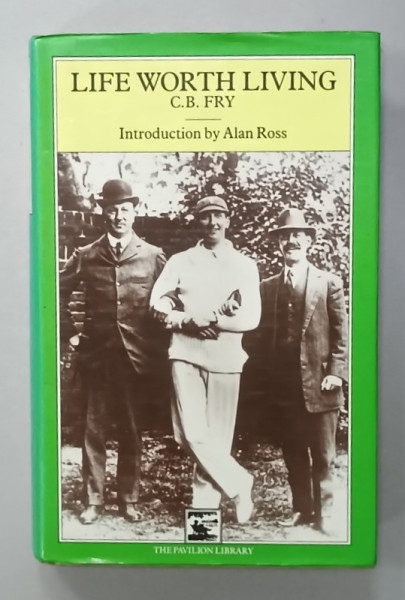 LIFE WORTH LIVING
C.B. FRY
Introduction by Alan Ross
THE PAVILION LIBRARY